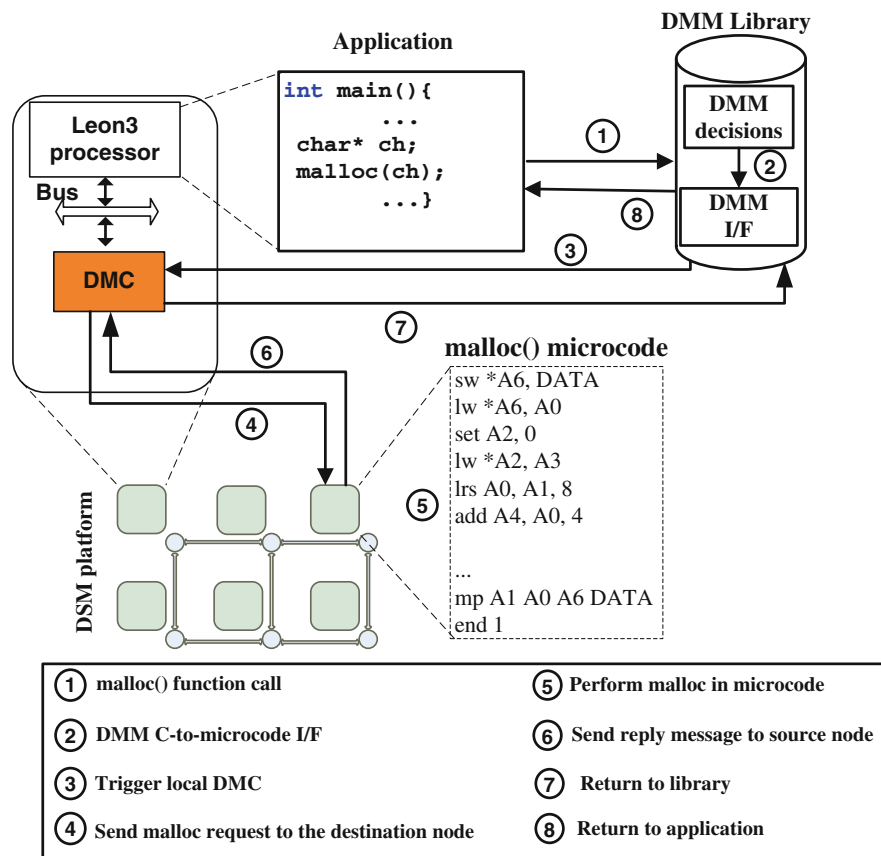 DMM Library
Application
Leon3
processor
Bus
DMC
int main(){
...
char* ch;
malloc(ch);
...}
1
8
DMM
decisions
2
DMM
I/F
3
7
6
4
malloc() microcode
sw *A6, DATA
lw *A6, A0
set A2, 0
lw *A2, A3
lrs A0, A1, 8
add A4, A0, 4
...
mp A1 A0 A6 DATA
end 1
5
DSM platform
1 malloc() function call
2 DMM C-to-microcode I/F
3 Trigger local DMC
4 Send malloc request to the destination node
5 Perform malloc in microcode
6 Send reply message to source node
7 Return to library
8 Return to application